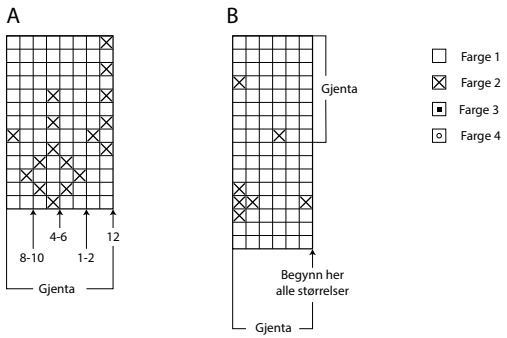 A
B
Gjenta
Farge 1
Farge 2
Farge 3
Farge 4
4-6
12
8-10
1-2
Gjenta
Begynn her
alle størrelser
Gjenta